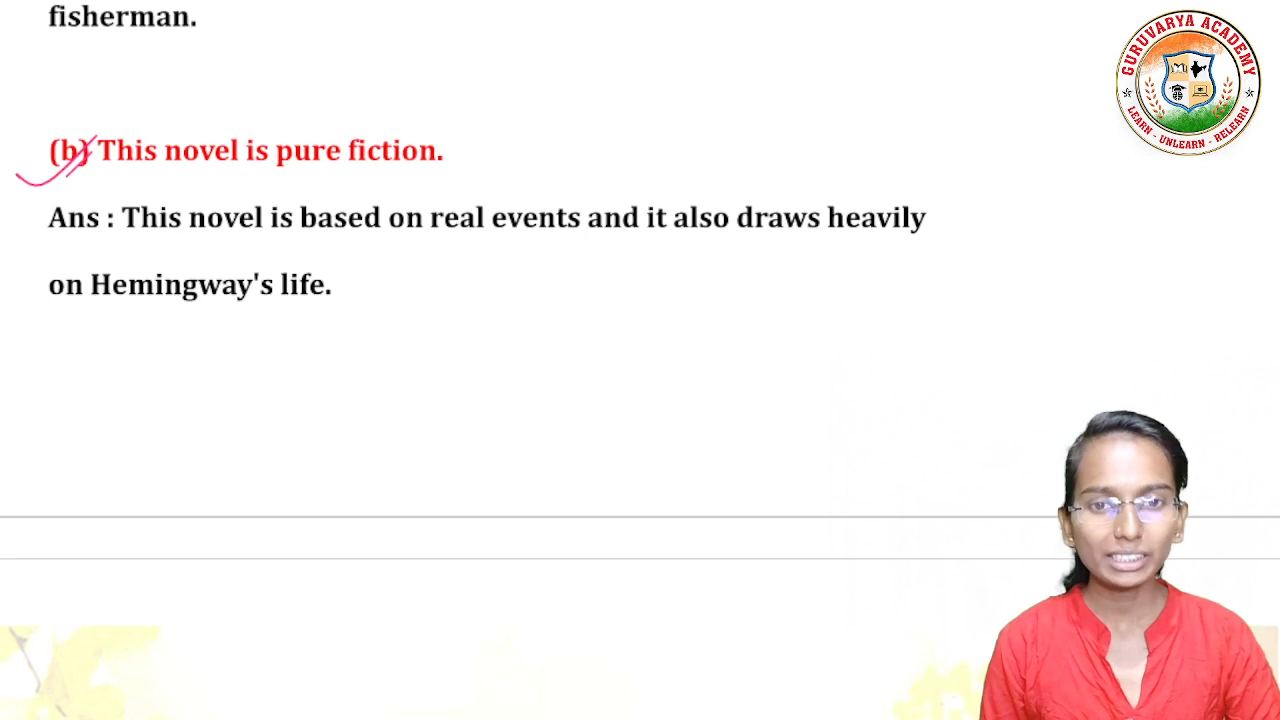 fisherman.
GURUVARYA ACADEMY
LEARN - UNLEARN - RELEARN
(b) This novel is pure fiction.
Ans : This novel is based on real events and it also draws heavily
on Hemingway's life.